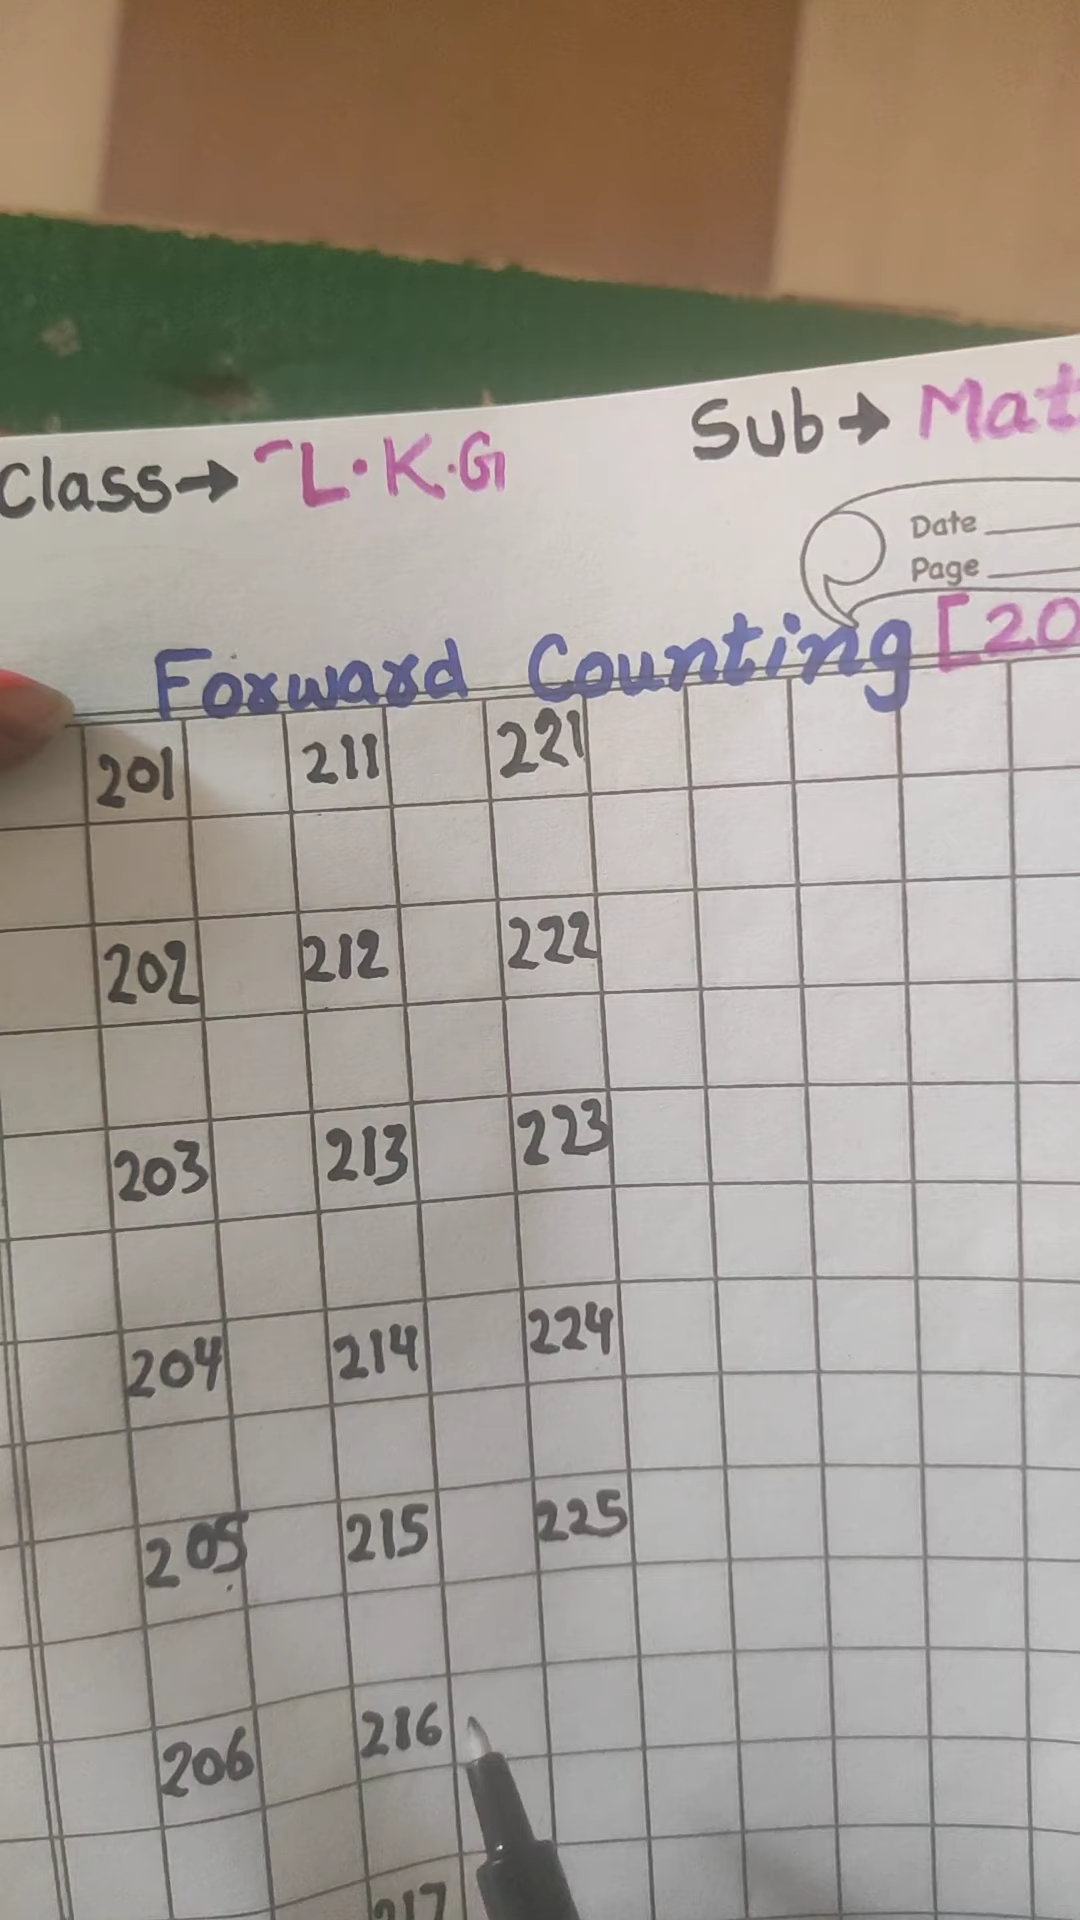 Class→ L.K.G Sub→ Mat
Date
Page
Forward Counting [20
201 211 221
202 212 222
203 213 223
204 214 224
205 215 225
206 216
217